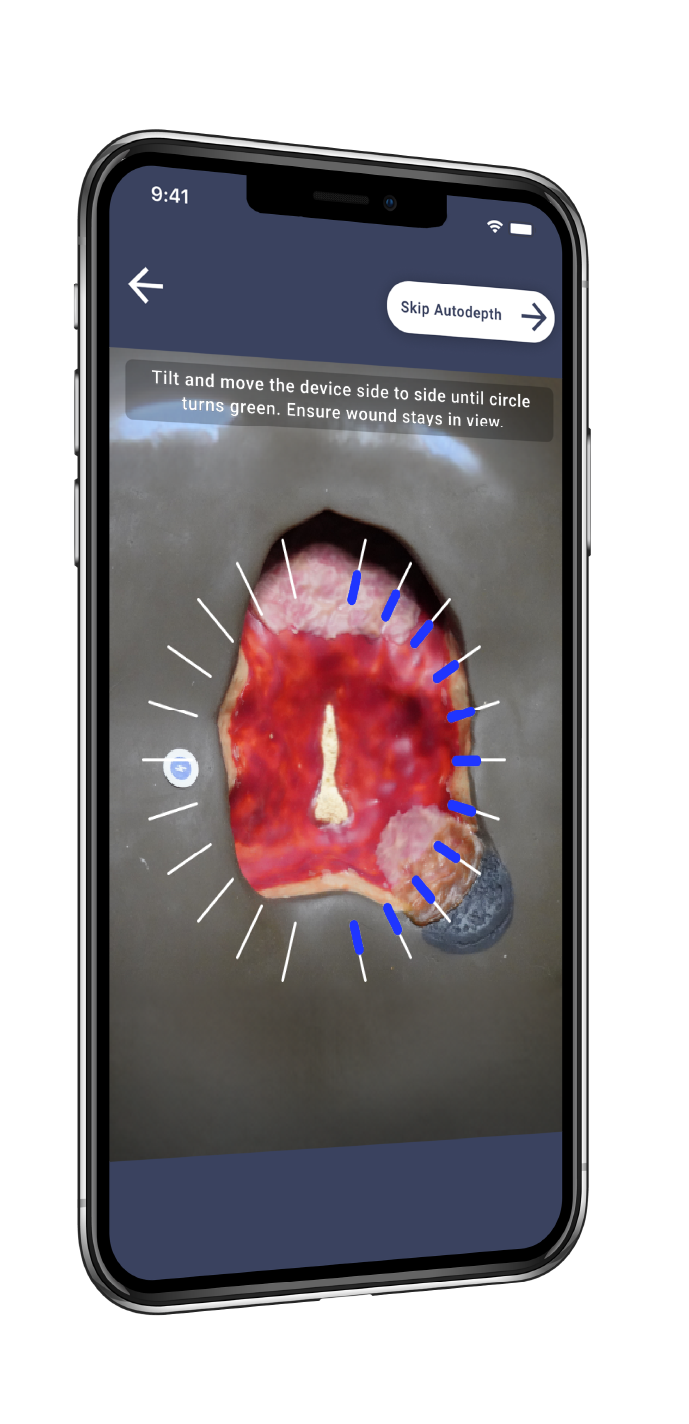 9:41
Skip Autodepth
Tilt and move the device side to side until circle
turns green. Ensure wound stays in view.